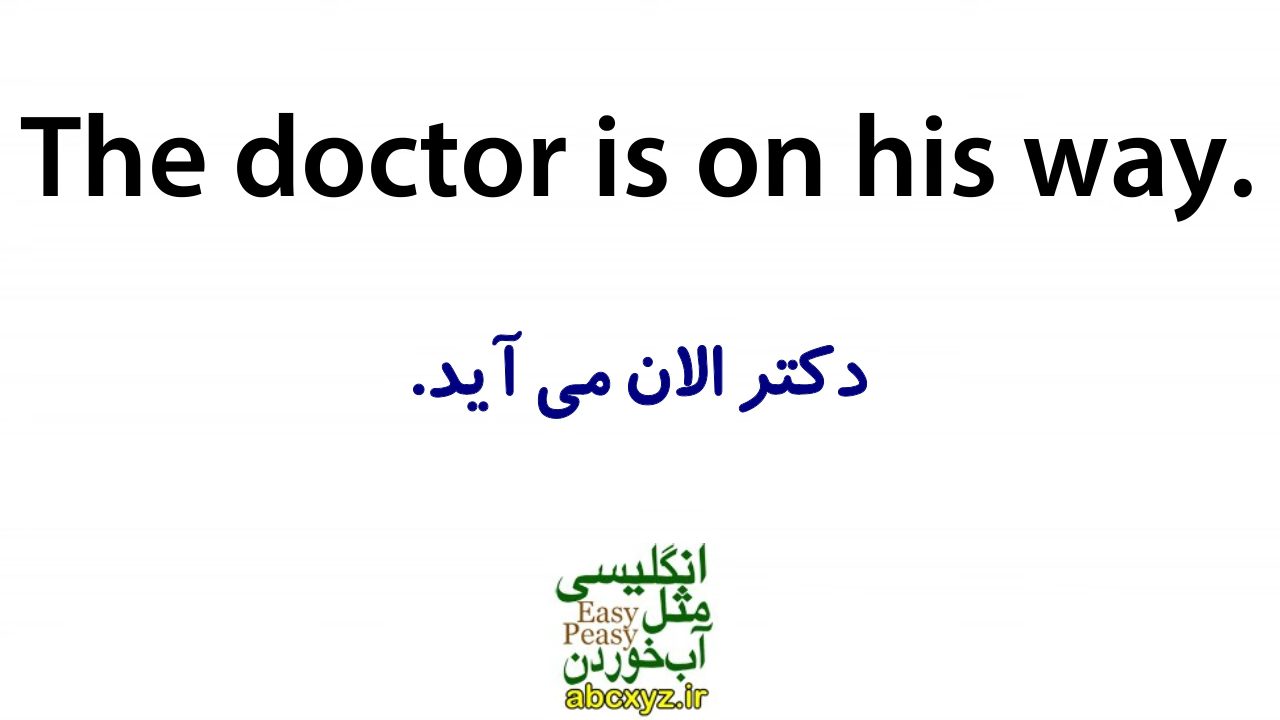 The doctor is on his way.
دکتر الان می آید.
انگلیسی
مثل
Easy
Peasy
آب‌خوردن
abcxyz.ir